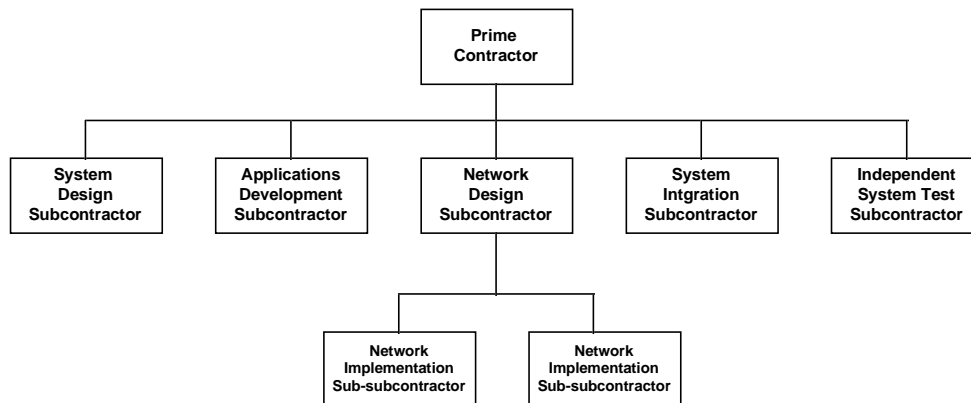 Prime
Contractor
System
Design
Subcontractor
Applications
Development
Subcontractor
Network
Design
Subcontractor
System
Intgration
Subcontractor
Independent
System Test
Subcontractor
Network
Implementation
Sub-subcontractor
Network
Implementation
Sub-subcontractor